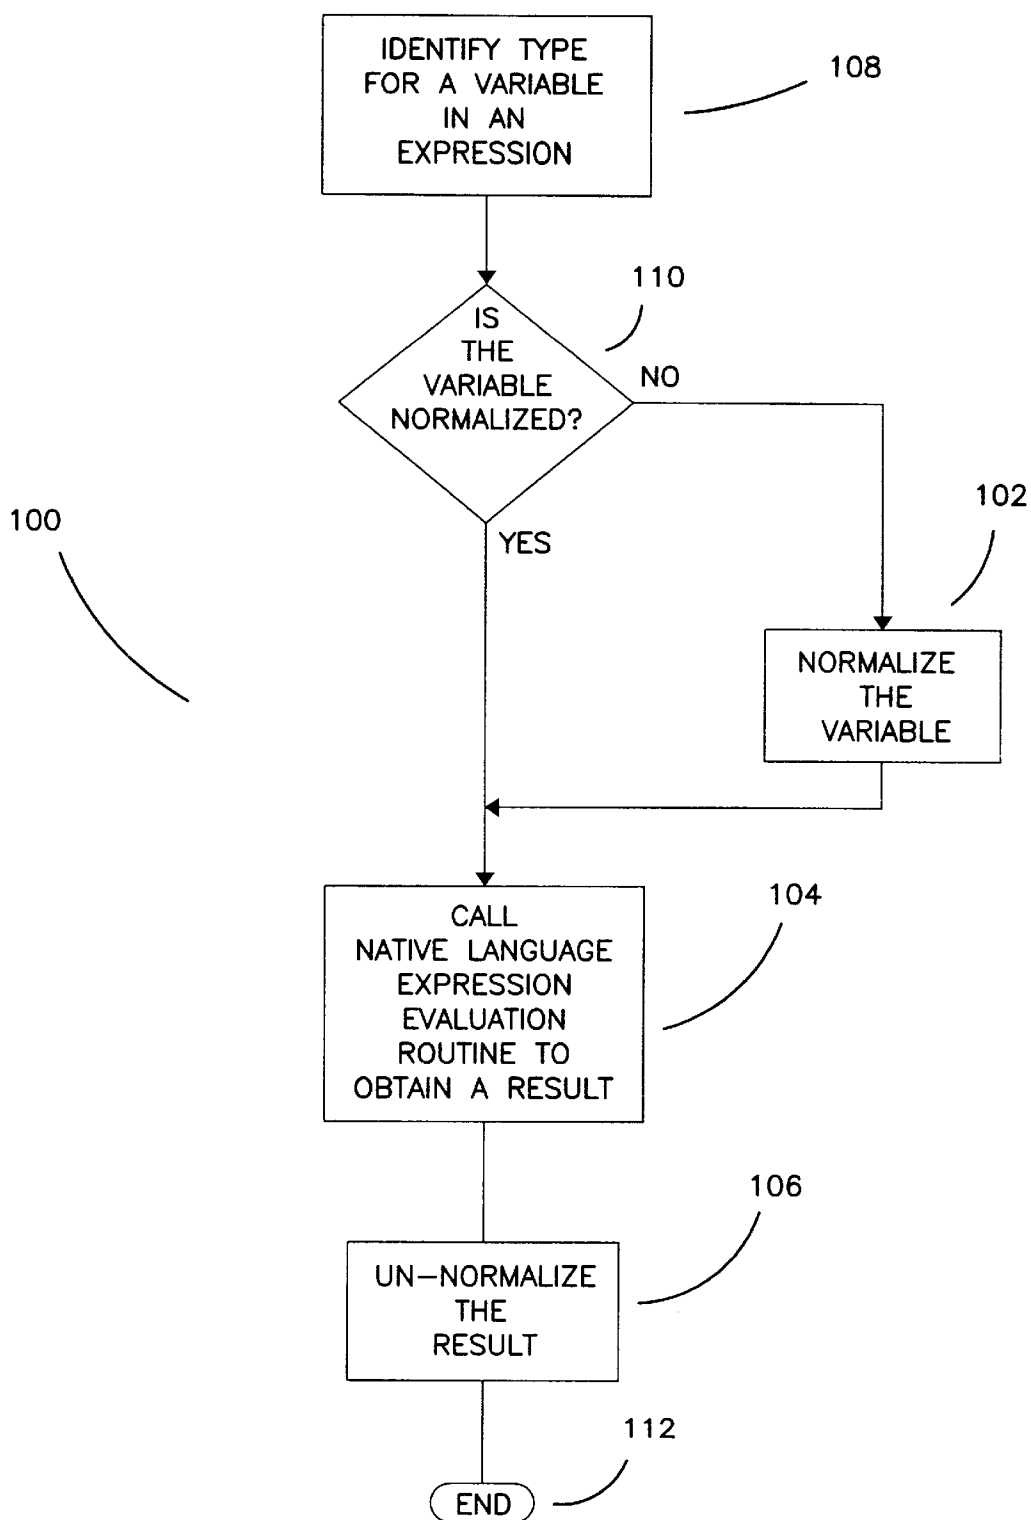 IDENTIFY TYPE
FOR A VARIABLE
IN AN
EXPRESSION
108
110
IS
THE
VARIABLE
NORMALIZED?
NO
102
100
YES
NORMALIZE
THE
VARIABLE
104
CALL
NATIVE LANGUAGE
EXPRESSION
EVALUATION
ROUTINE TO
OBTAIN A RESULT
106
UN-NORMALIZE
THE
RESULT
112
END